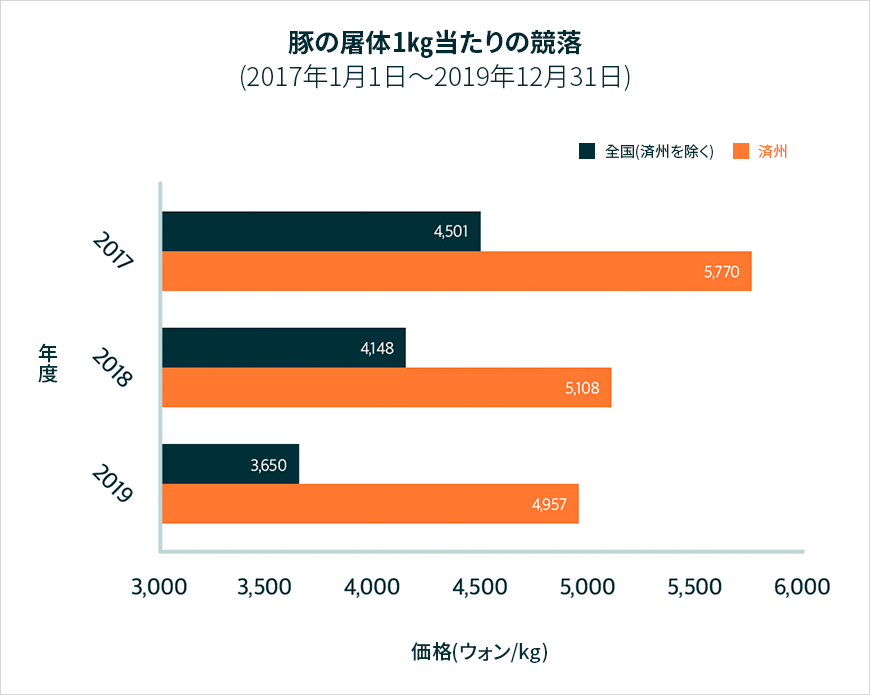 豚の屠体1㎏当たりの競落
(2017年1月1日～2019年12月31日)
全国(済州を除く) 済州
2017
4,501
5,770
年度
2018
4,148
5,108
2019
3,650
4,957
3,000 3,500 4,000 4,500 5,000 5,500 6,000
価格(ウォン/kg)